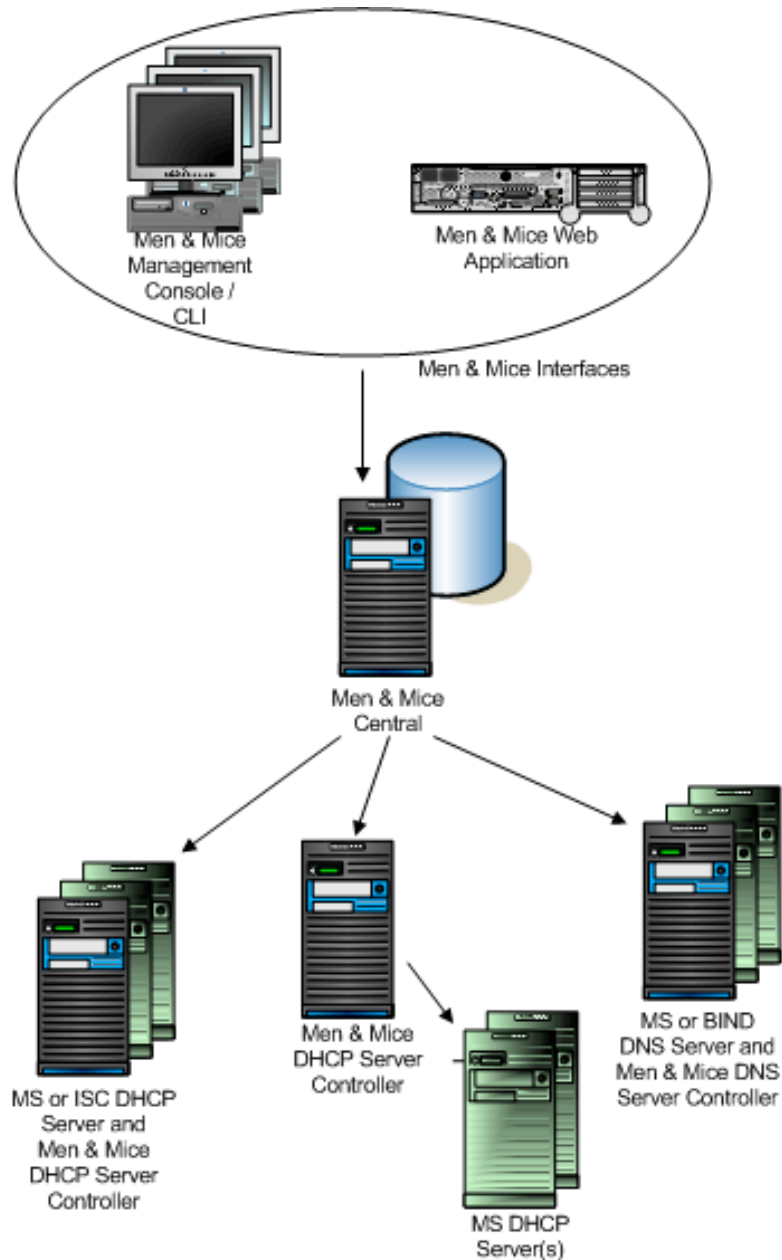 Men & Mice
Management
Console /
CLI
Men & Mice Web
Application
Men & Mice Interfaces
Men & Mice
Central
MS or ISC DHCP
Server and
Men & Mice
DHCP Server
Controller
Men & Mice
DHCP Server
Controller
MS DHCP
Server(s)
MS or BIND
DNS Server and
Men & Mice DNS
Server Controller